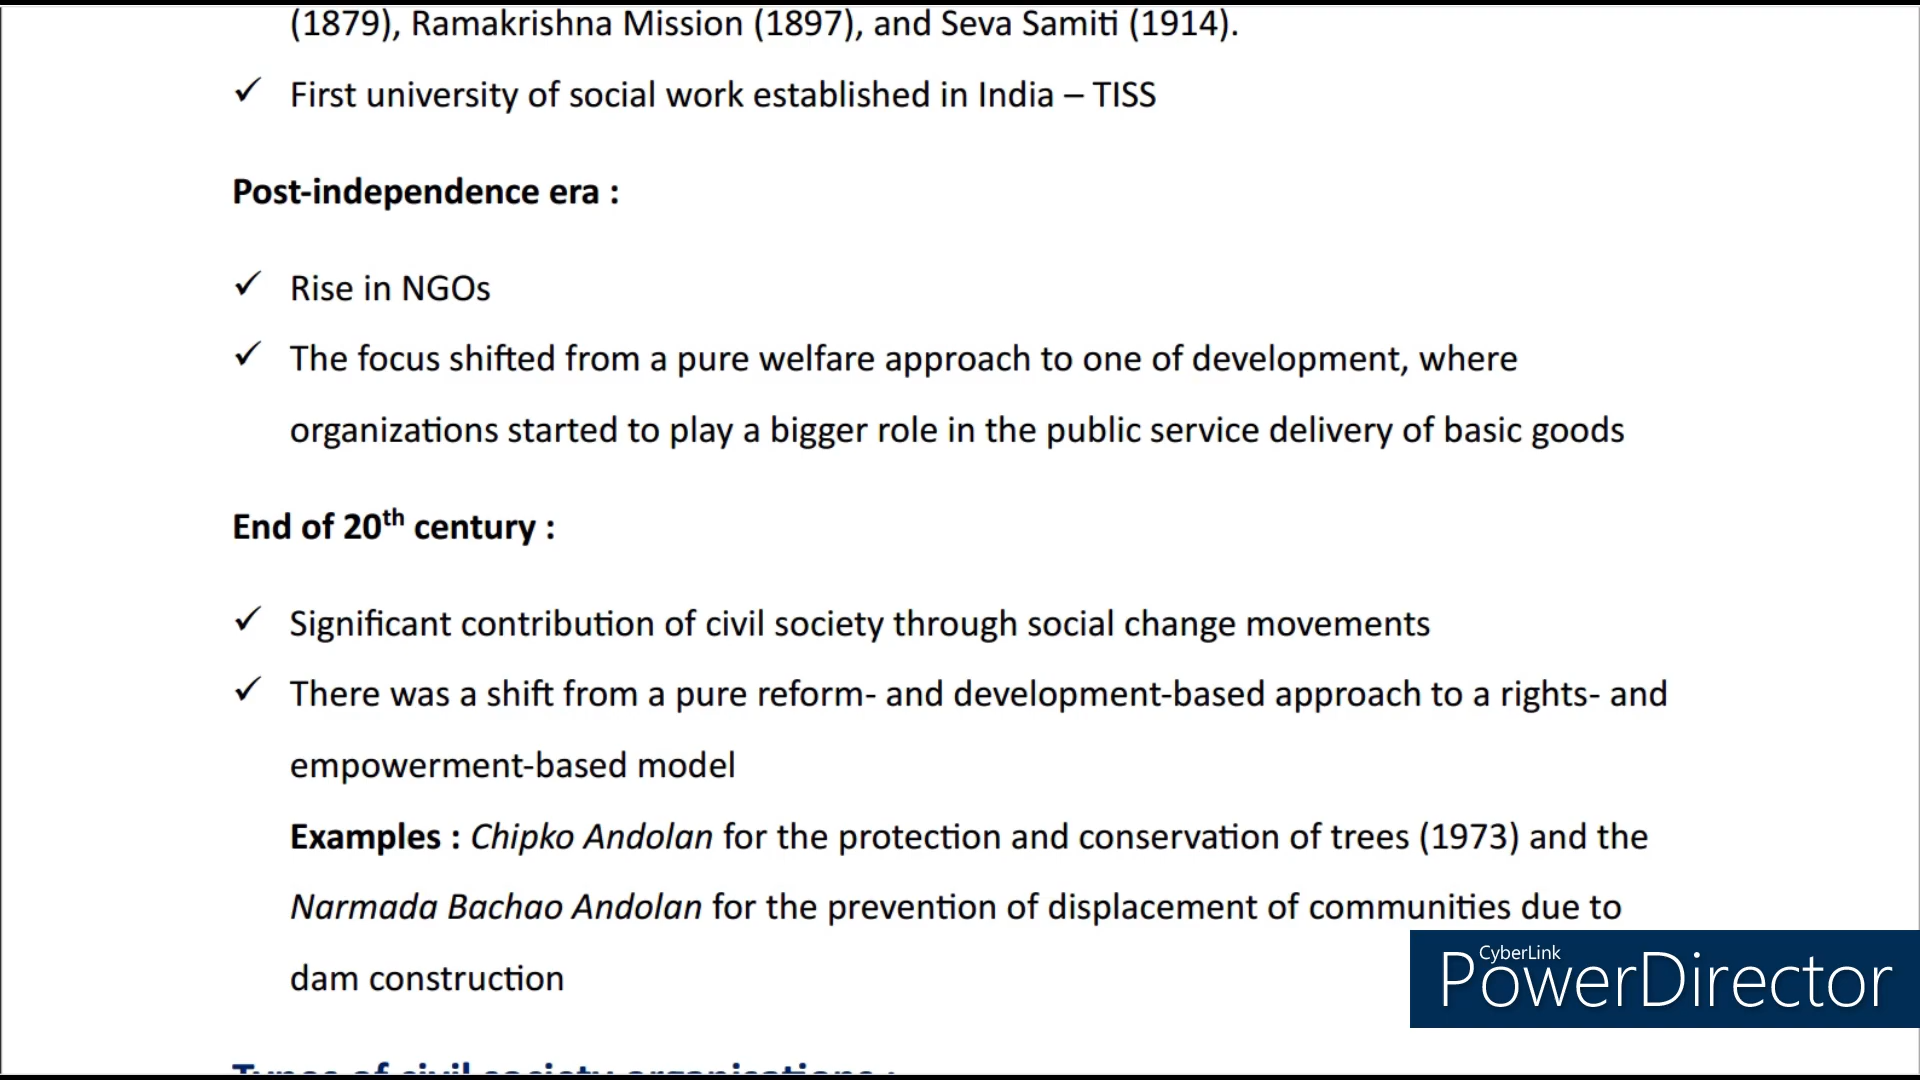 (1879), Ramakrishna Mission (1897), and Seva Samiti (1914).
✓ First university of social work established in India – TISS
Post-independence era :
✓ Rise in NGOs
✓ The focus shifted from a pure welfare approach to one of development, where
organizations started to play a bigger role in the public service delivery of basic goods
End of 20th century :
✓ Significant contribution of civil society through social change movements
✓ There was a shift from a pure reform- and development-based approach to a rights- and
empowerment-based model
Examples : Chipko Andolan for the protection and conservation of trees (1973) and the
Narmada Bachao Andolan for the prevention of displacement of communities due to
dam construction
CyberLink
PowerDirector
Types of civil society organisations :